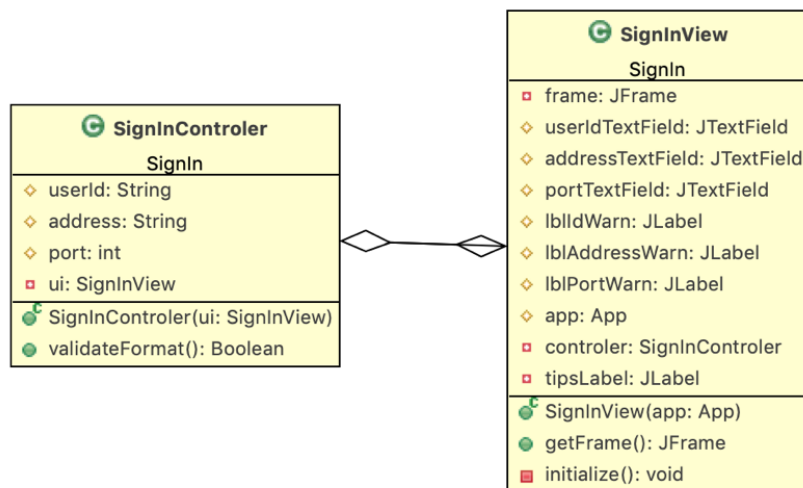 SignInControler
SignIn
userId: String
address: String
port: int
ui: SignInView
SignInControler(ui: SignInView)
validateFormat(): Boolean
SignInView
SignIn
frame: JFrame
userIdTextField: JTextField
addressTextField: JTextField
portTextField: JTextField
lblIdWarn: JLabel
lblAddressWarn: JLabel
lblPortWarn: JLabel
app: App
controler: SignInControler
tipsLabel: JLabel
SignInView(app: App)
getFrame(): JFrame
initialize(): void